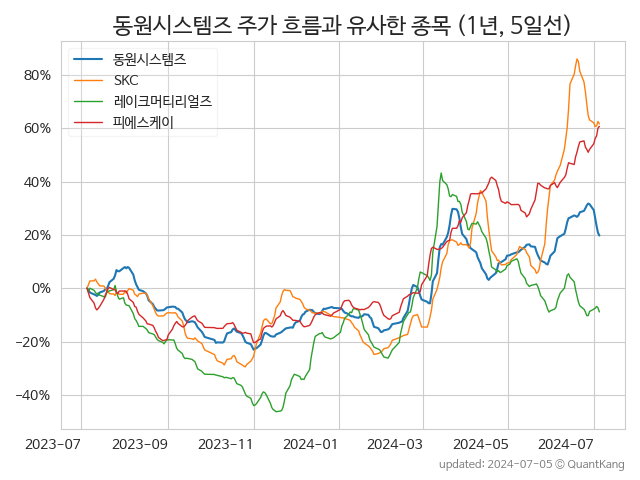 동원시스템즈 주가 흐름과 유사한 종목 (1년, 5일선)
동원시스템즈
SKC
레이크머티리얼즈
피에스케이
80%
60%
40%
20%
0%
−20%
−40%
2023-07 2023-09 2023-11 2024-01 2024-03 2024-05 2024-07
updated: 2024-07-05 © QuantKang